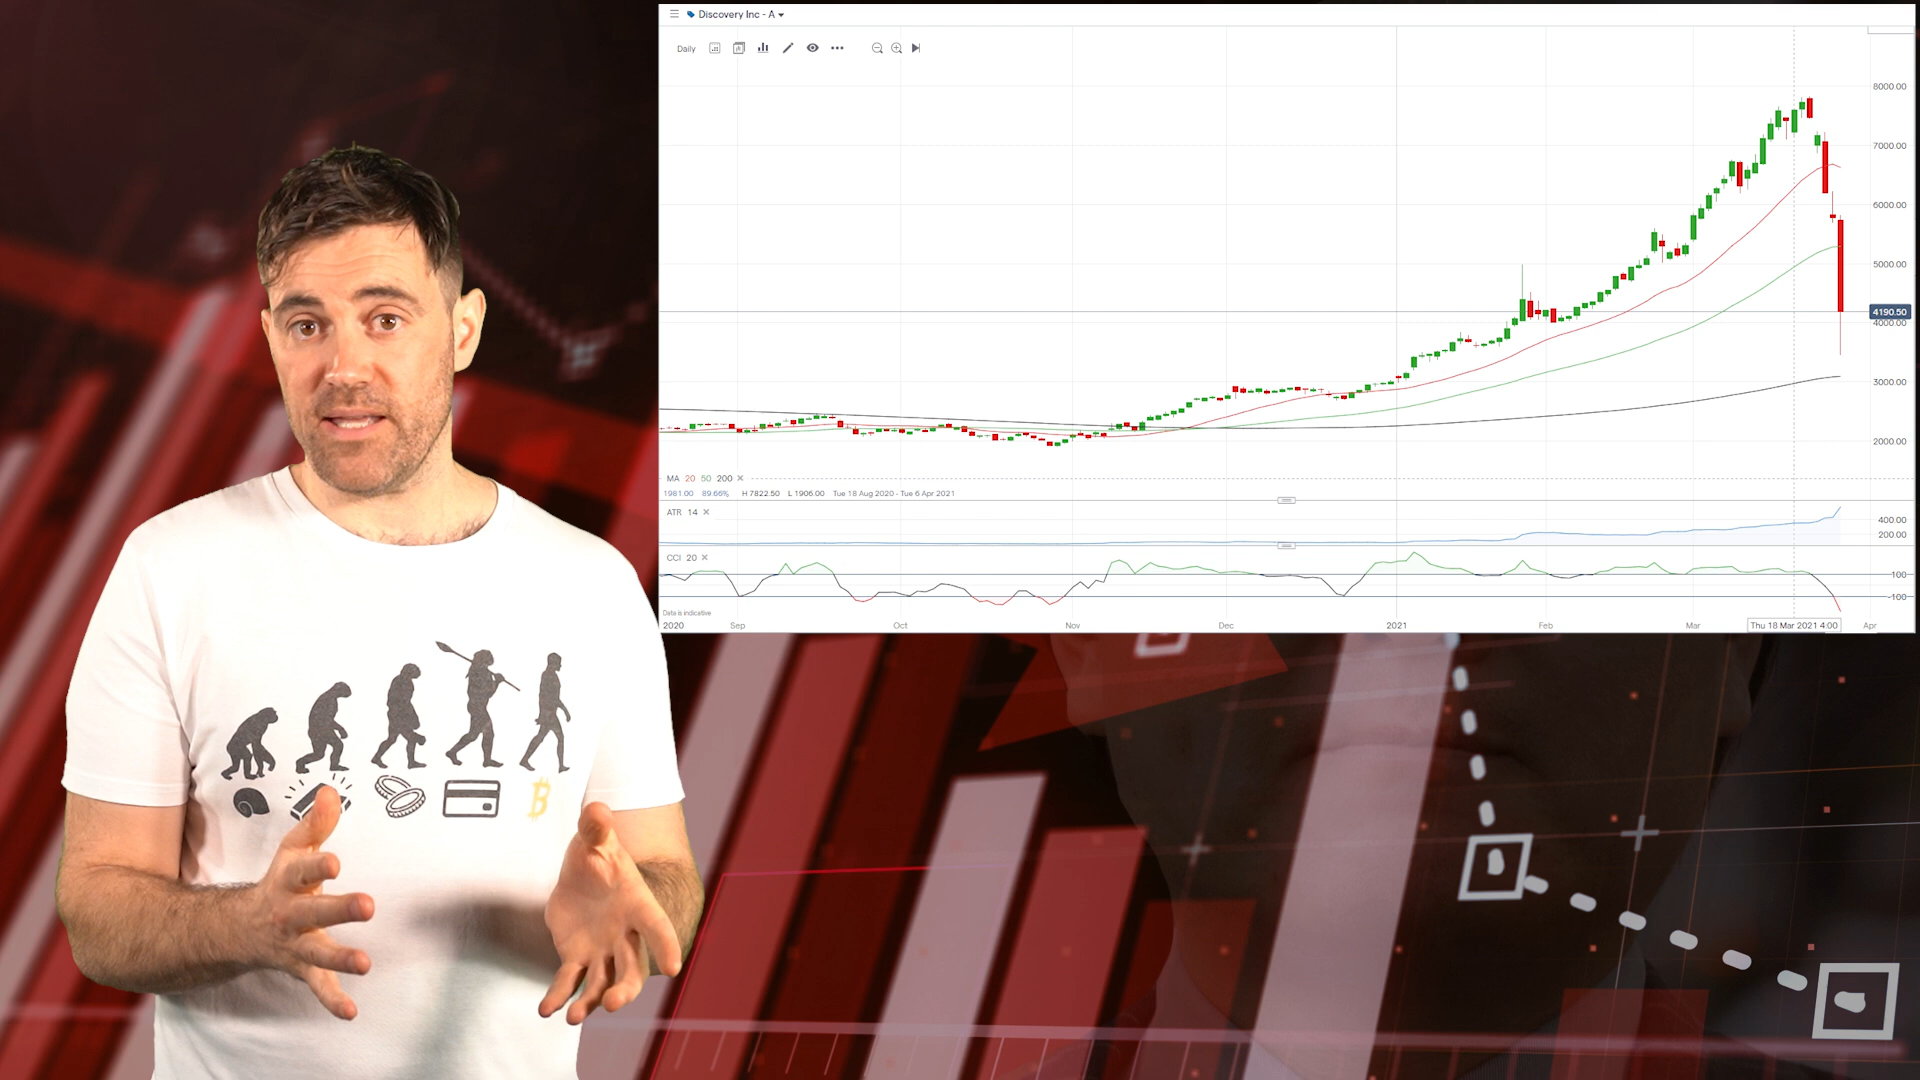 Discovery Inc - A
Daily
8000.00
7000.00
6000.00
5000.00
4190.50
4000.00
3000.00
2000.00
MA 20 50 200
1981.00 89.66% H 7822.50 L 1906.00 Tue 18 Aug 2020 - Tue 6 Apr 2021
ATR 14
400.00
200.00
CCI 20
100
-100
Data is indicative
2020 Sep Oct Nov Dec 2021 Feb Mar Thu 18 Mar 2021 4:00 Apr